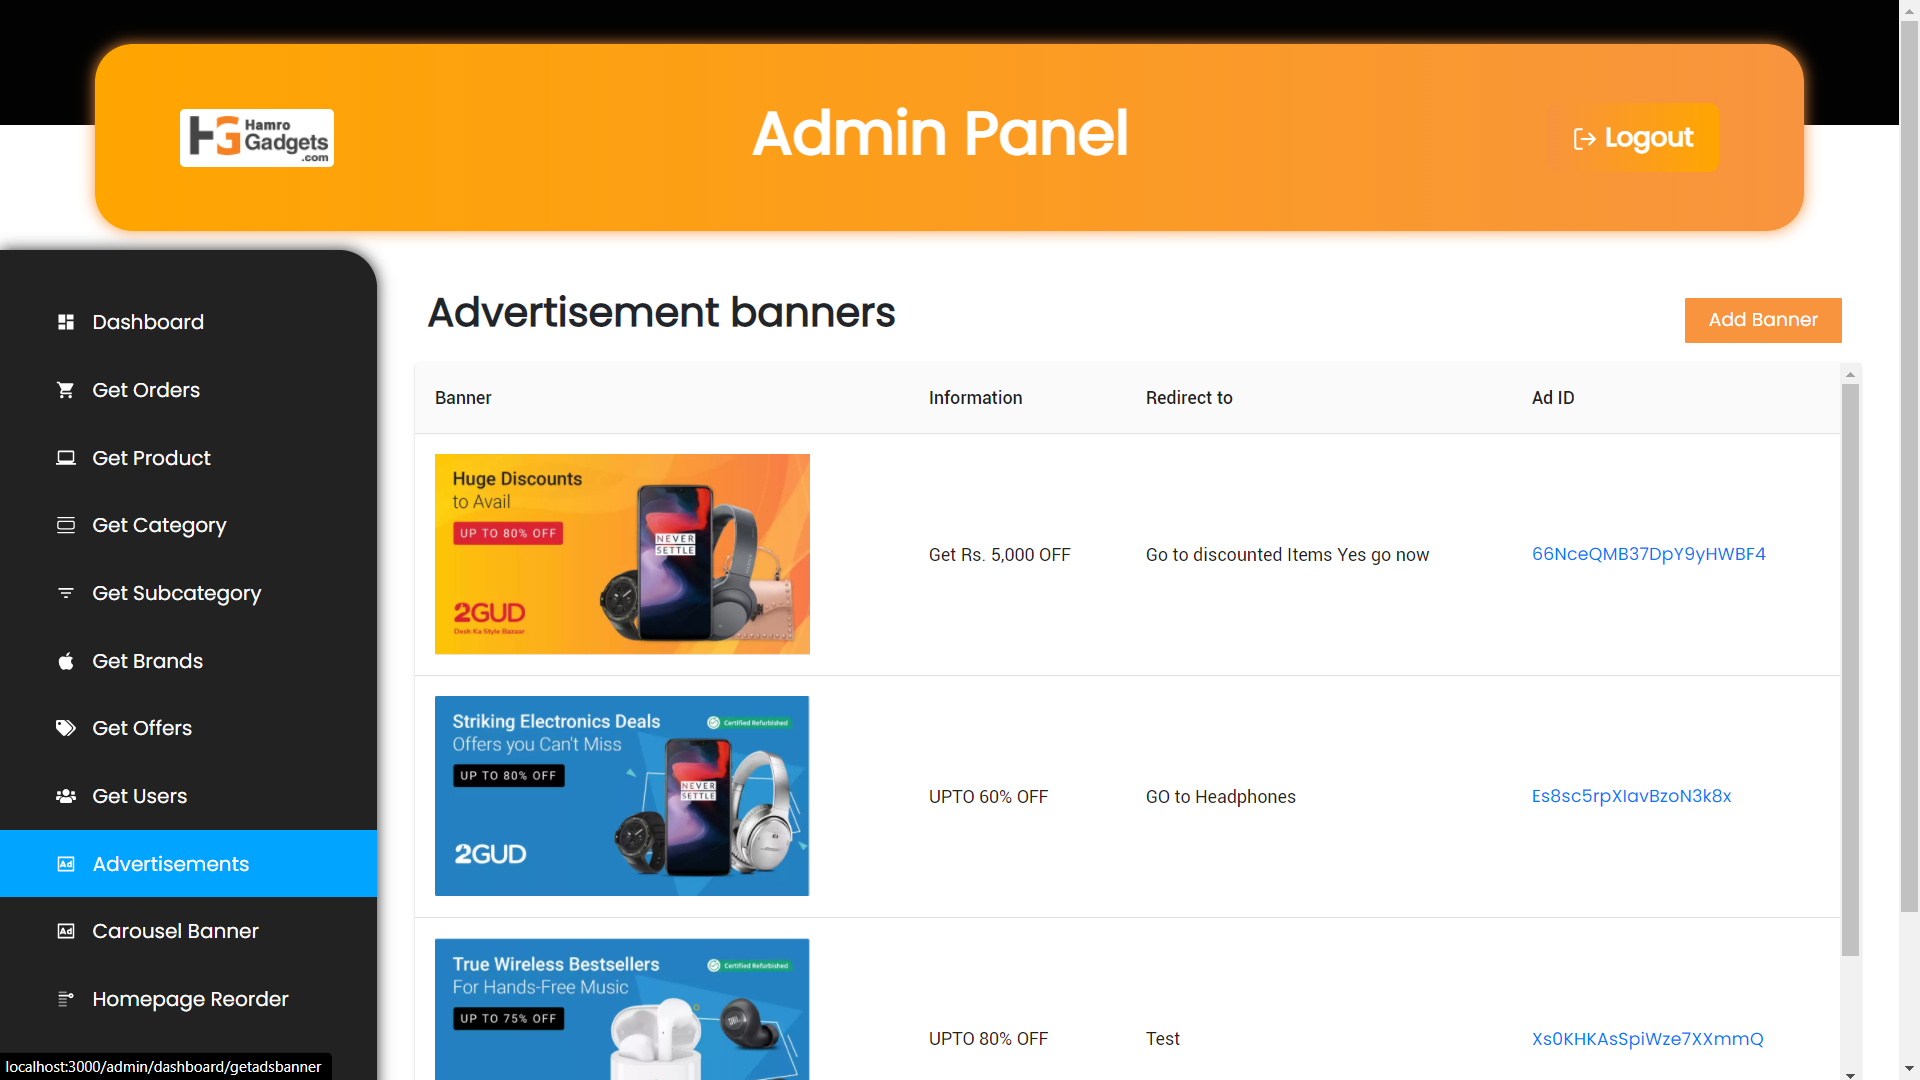 HG Hamro
Gadgets
.com
Admin Panel
Logout
Dashboard
Get Orders
Get Product
Get Category
Get Subcategory
Get Brands
Get Offers
Get Users
Ad Advertisements
Ad Carousel Banner
Homepage Reorder
localhost:3000/admin/dashboard/getadsbanner
Advertisement banners
Add Banner
Banner Information Redirect to Ad ID
Huge Discounts
to Avail
UP TO 80% OFF
NEVER
SETTLE
2GUD
Desh Ka Style Bazaar
Get Rs. 5,000 OFF
Go to discounted Items Yes go now
66NceQMB37DpY9yHWBF4
Striking Electronics Deals
Certified Refurbished
Offers you Can't Miss
UP TO 80% OFF
NEVER
SETTLE
2GUD
UPTO 60% OFF
GO to Headphones
Es8sc5rpXIavBzoN3k8x
True Wireless Bestsellers
Certified Refurbished
For Hands-Free Music
UP TO 75% OFF
JBL
UPTO 80% OFF
Test
Xs0KHKAsSpiWze7XXmmQ